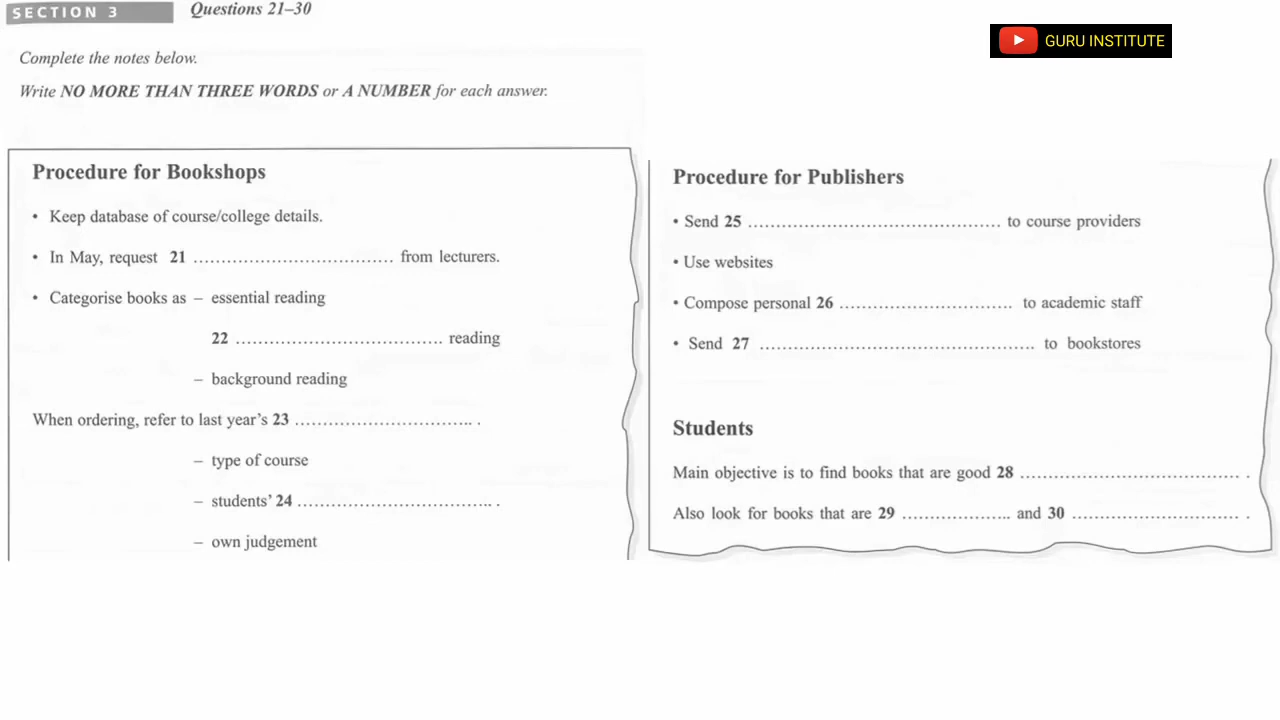 SECTION 3 Questions 21–30
GURU INSTITUTE
Complete the notes below.
Write NO MORE THAN THREE WORDS or A NUMBER for each answer.
Procedure for Bookshops
• Keep database of course/college details.
• In May, request 21 .................................... from lecturers.
• Categorise books as – essential reading
22 ..................................... reading
– background reading
When ordering, refer to last year's 23 ................................. .
– type of course
– students' 24 ................................... .
– own judgement
Procedure for Publishers
• Send 25 ............................................. to course providers
• Use websites
• Compose personal 26 ............................... to academic staff
• Send 27 ................................................. to bookstores
Students
Main objective is to find books that are good 28 ....................................... .
Also look for books that are 29 .................... and 30 .............................. .